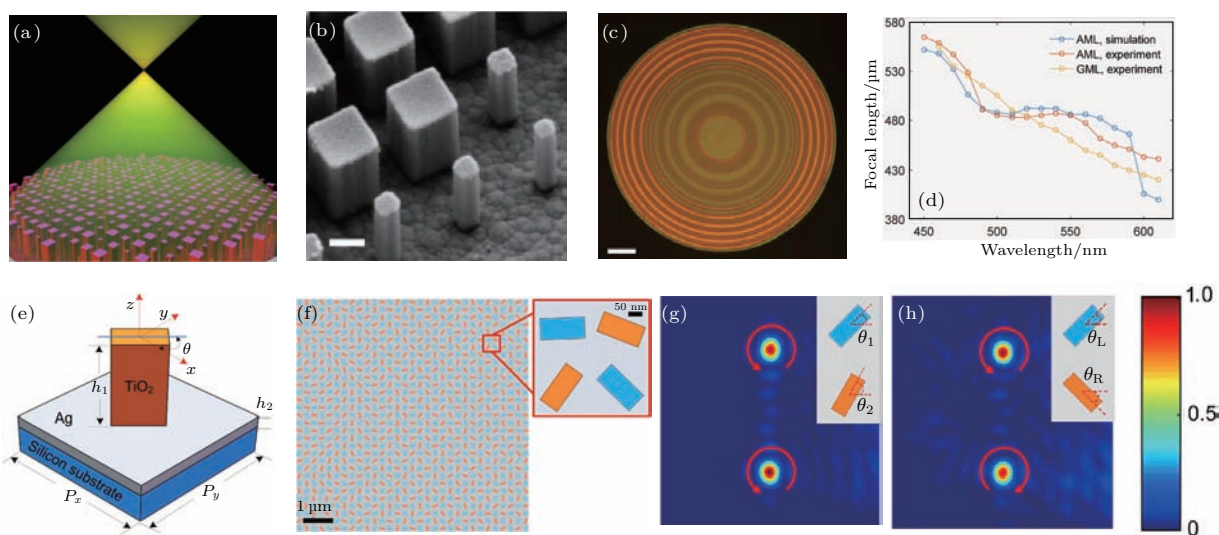 (a)
(b)
(c)
580
530
480
430
380
Focal length/µm
AML, simulation
AML, experiment
GML, experiment
(d)
450
500
550
600
Wavelength/nm
(e)
z
y
θ
x
h1
TiO2
h2
Ag
Silicon substrate
Px
Py
(f)
50 nm
1 µm
(g)
θ1
θ2
(h)
θL
θR
1.0
0.5
0